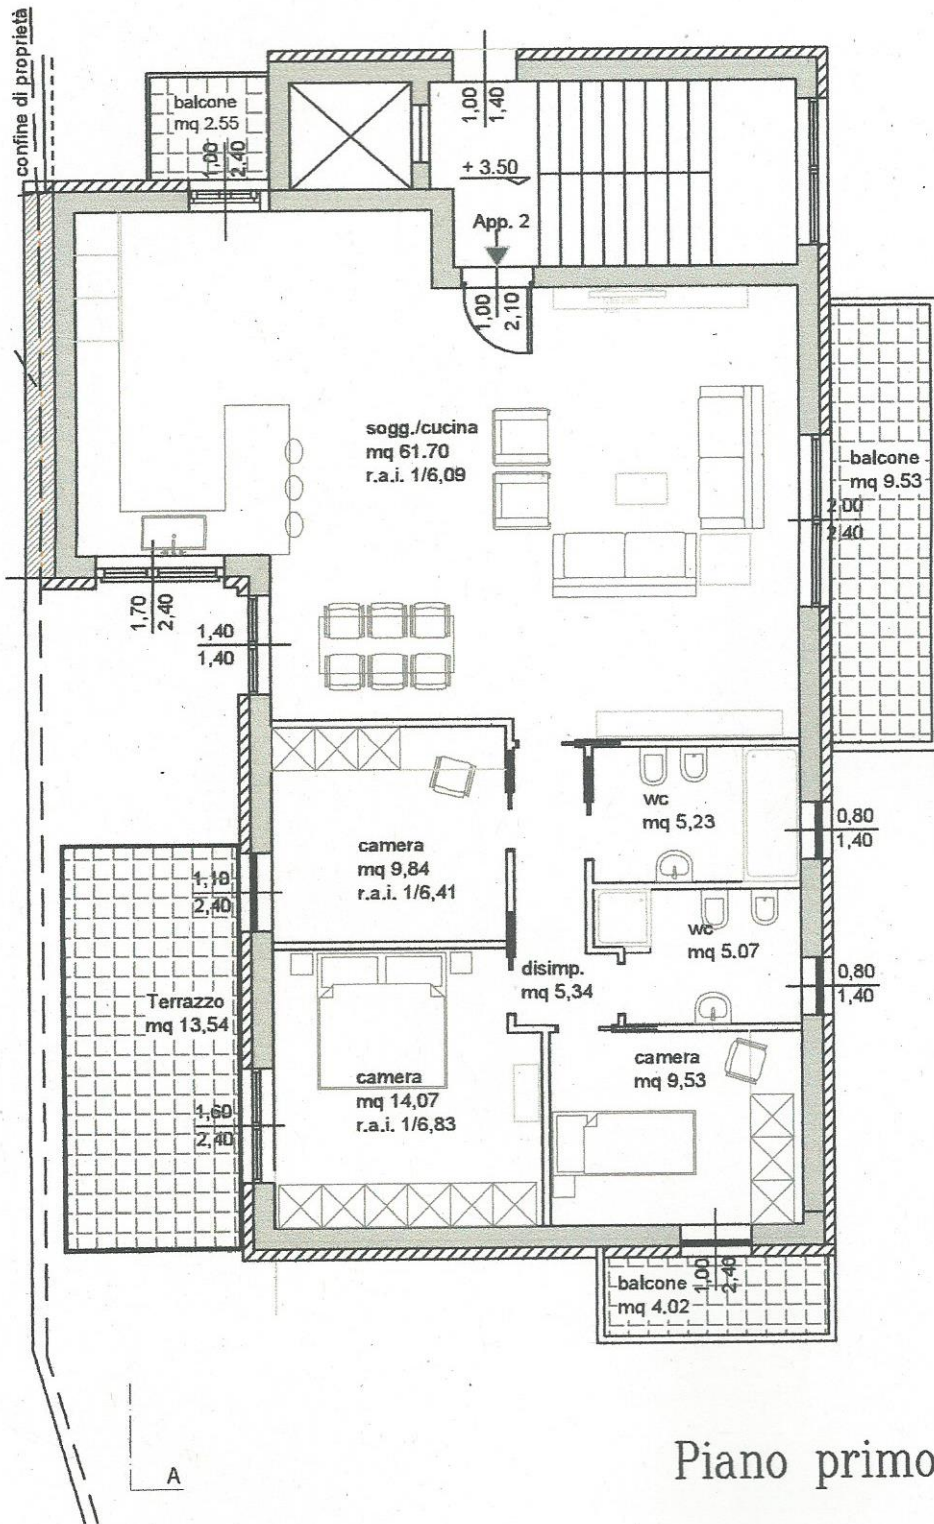 confine di proprietà
balcone
mq 2.55
1,00
2.40
1,00
1,40
+ 3.50
App. 2
1,00
2,10
sogg./cucina
mq 61.70
r.a.i. 1/6,09
balcone
mq 9.53
2,00
2,40
1,70
2,40
1,40
1,40
wc
mq 5,23
0,80
1,40
camera
mq 9,84
r.a.i. 1/6,41
1,10
2,40
wc
mq 5.07
disimp.
mq 5,34
0,80
1,40
Terrazzo
mq 13,54
camera
mq 9,53
camera
mq 14,07
r.a.i. 1/6,83
1,60
2,40
balcone
mq 4.02
1,00
2,40
Piano primo
A